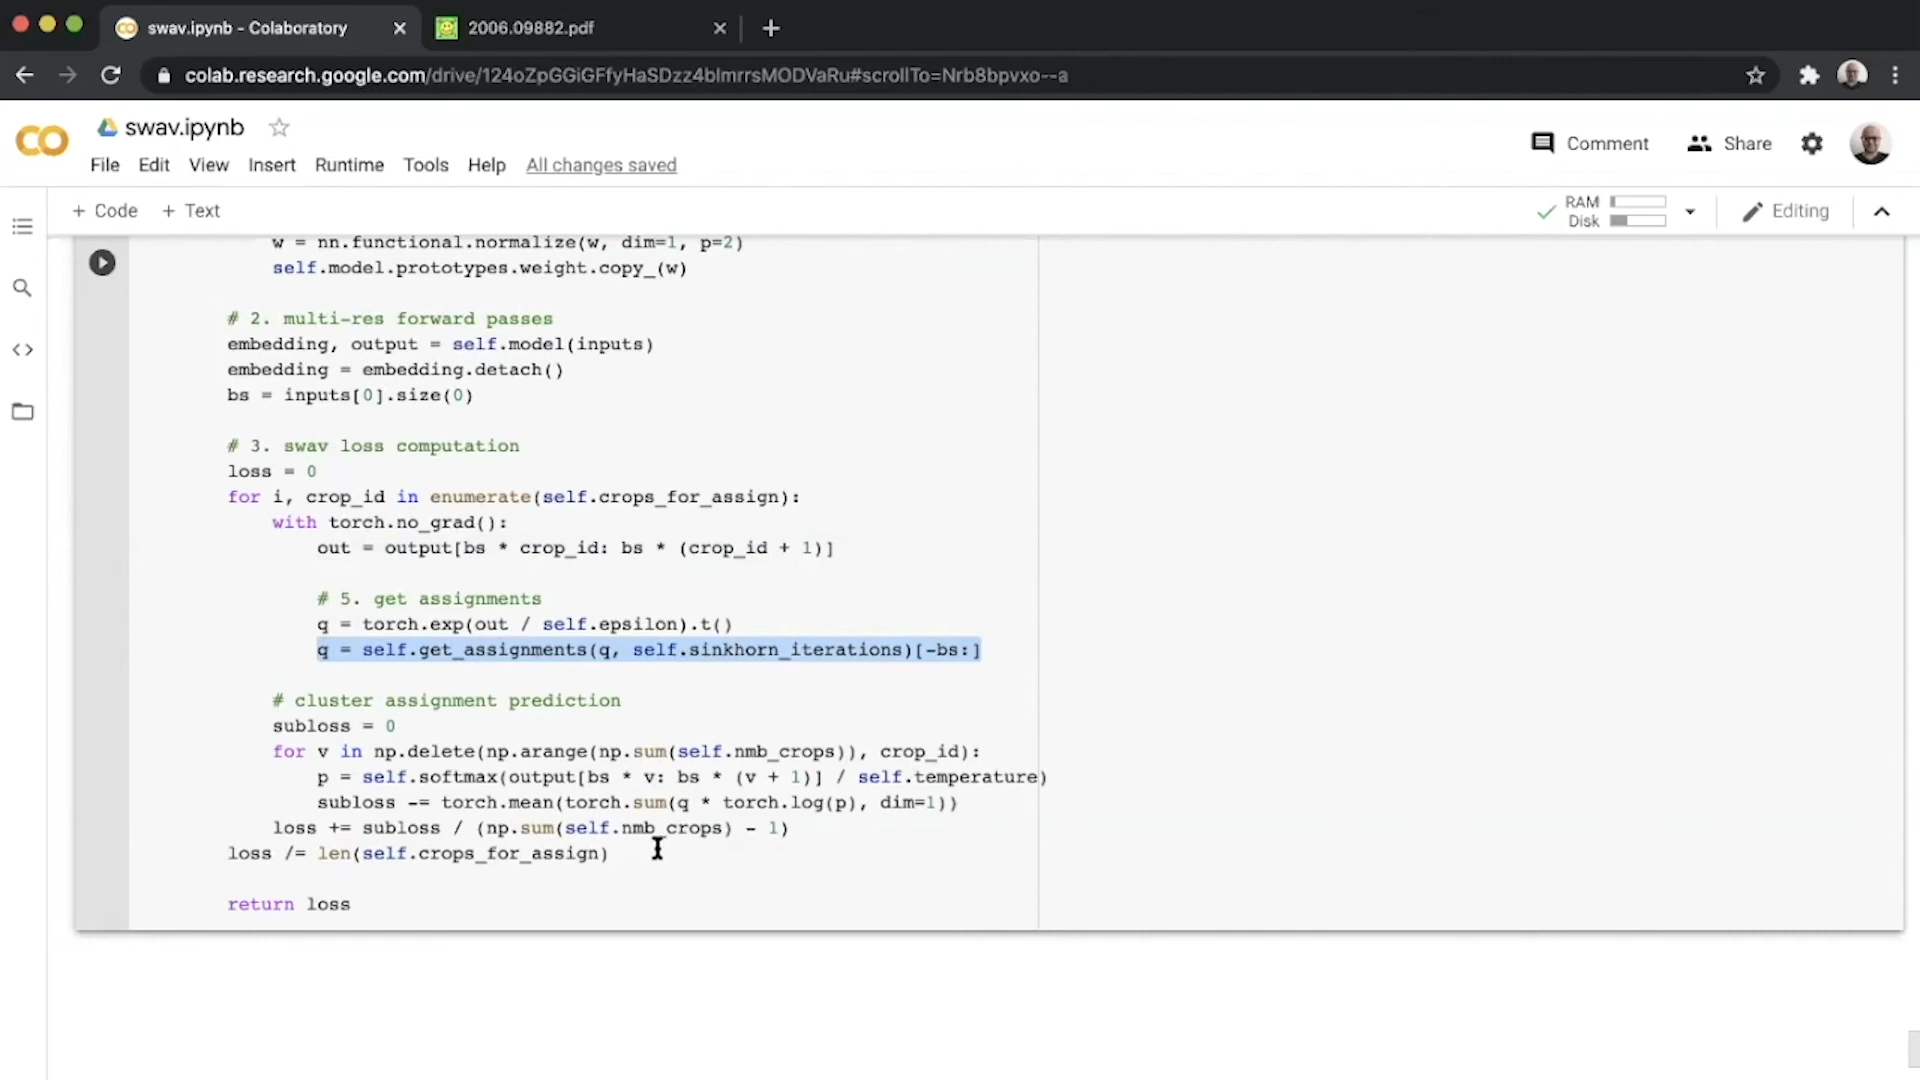 swav.ipynb - Colaboratory
2006.09882.pdf
colab.research.google.com/drive/124oZpGGiGFfyHaSDzz4blmrrsMODVaRu#scrollTo=Nrb8bpvxo--a
CO
swav.ipynb
Comment
Share
File Edit View Insert Runtime Tools Help All changes saved
+ Code + Text
RAM
Disk
Editing
w = nn.functional.normalize(w, dim=1, p=2)
self.model.prototypes.weight.copy_(w)
# 2. multi-res forward passes
embedding, output = self.model(inputs)
embedding = embedding.detach()
bs = inputs[0].size(0)
# 3. swav loss computation
loss = 0
for i, crop_id in enumerate(self.crops_for_assign):
with torch.no_grad():
out = output[bs * crop_id: bs * (crop_id + 1)]
# 5. get assignments
q = torch.exp(out / self.epsilon).t()
q = self.get_assignments(q, self.sinkhorn_iterations)[-bs:]
# cluster assignment prediction
subloss = 0
for v in np.delete(np.arange(np.sum(self.nmb_crops)), crop_id):
p = self.softmax(output[bs * v: bs * (v + 1)] / self.temperature)
subloss -= torch.mean(torch.sum(q * torch.log(p), dim=1))
loss += subloss / (np.sum(self.nmb_crops) - 1)
loss /= len(self.crops_for_assign)
return loss